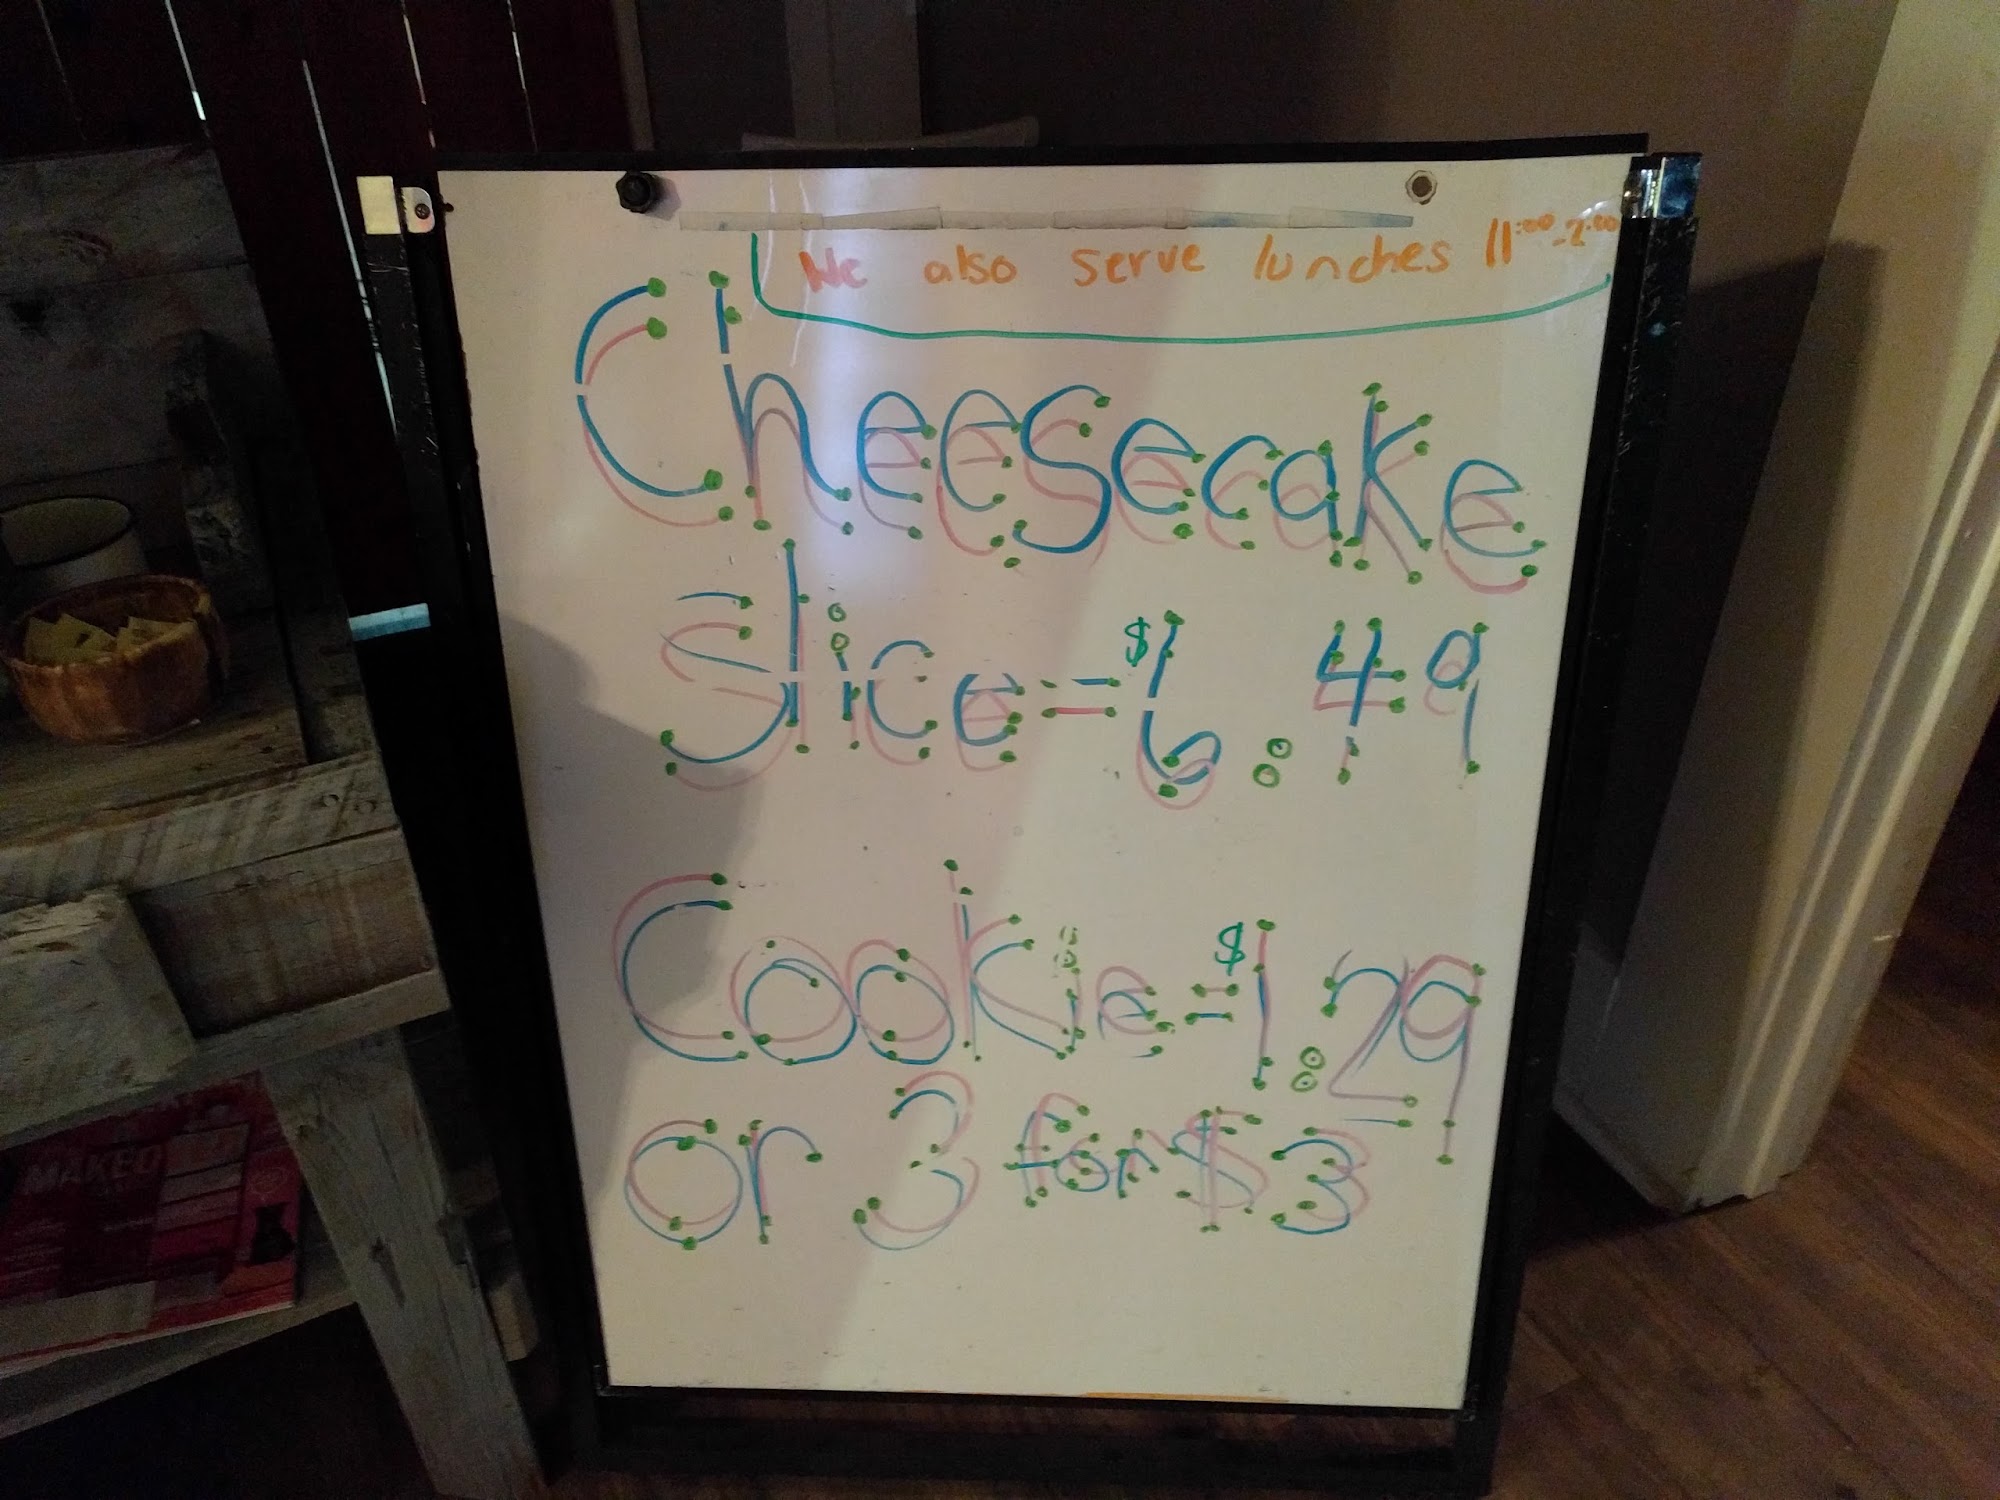 We also serve lunches 11:00-2:00
Cheesecake
slice = $6.49
Cookie = $1.29
or 3 for $3
MAKED